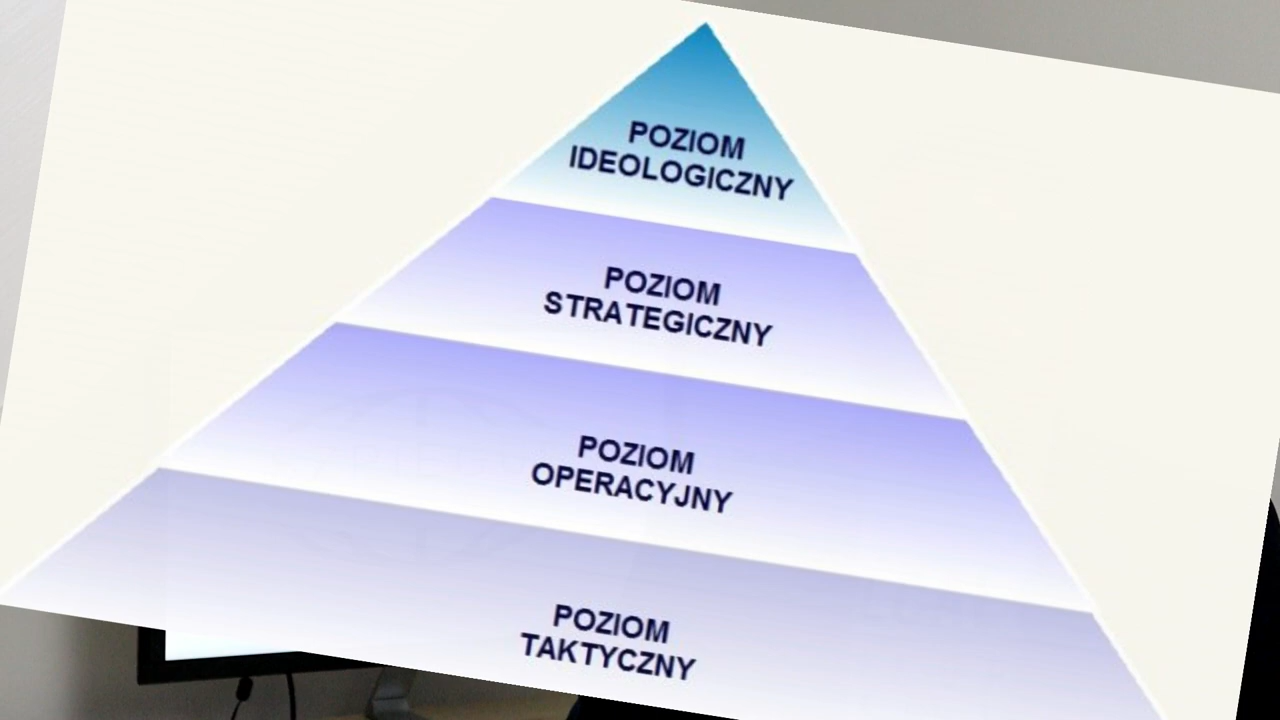 POZIOM
IDEOLOGICZNY
POZIOM
STRATEGICZNY
POZIOM
OPERACYJNY
POZIOM
TAKTYCZNY